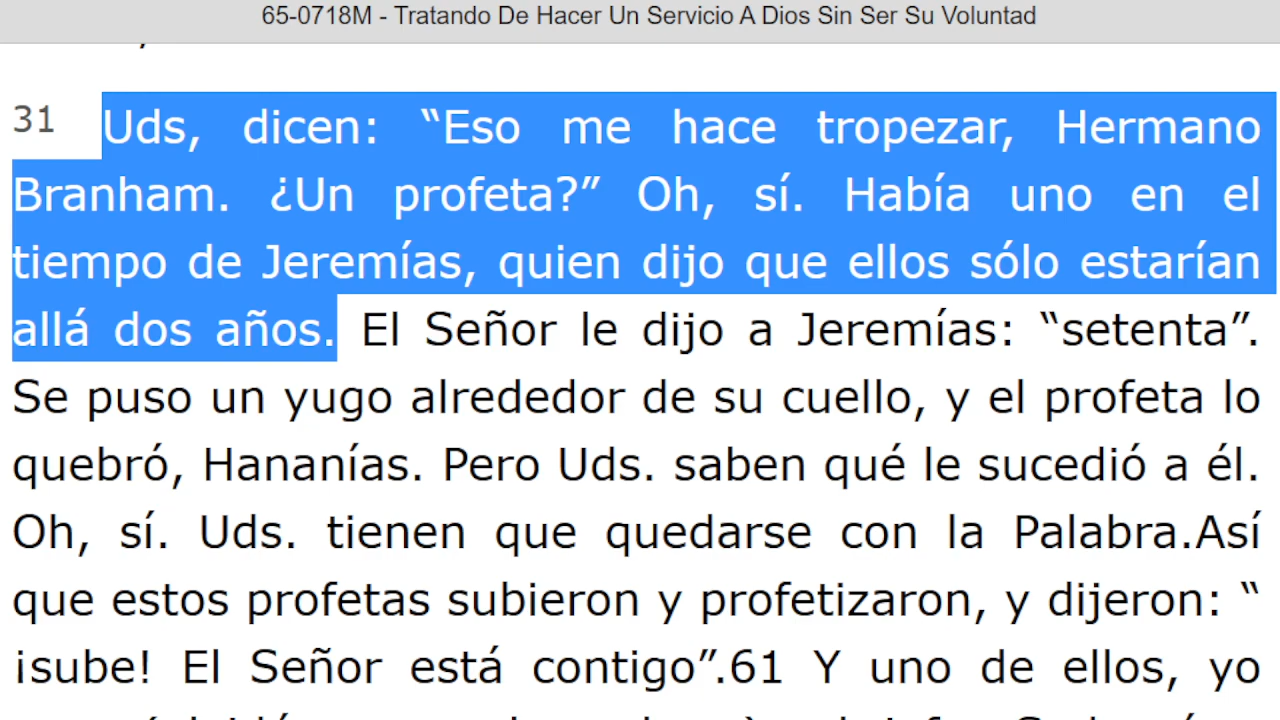 65-0718M - Tratando De Hacer Un Servicio A Dios Sin Ser Su Voluntad
31 Uds, dicen: “Eso me hace tropezar, Hermano
Branham. ¿Un profeta?” Oh, sí. Había uno en el
tiempo de Jeremías, quien dijo que ellos sólo estarían
allá dos años. El Señor le dijo a Jeremías: “setenta”.
Se puso un yugo alrededor de su cuello, y el profeta lo
quebró, Hananías. Pero Uds. saben qué le sucedió a él.
Oh, sí. Uds. tienen que quedarse con la Palabra.Así
que estos profetas subieron y profetizaron, y dijeron: “
¡sube! El Señor está contigo”.61 Y uno de ellos, yo